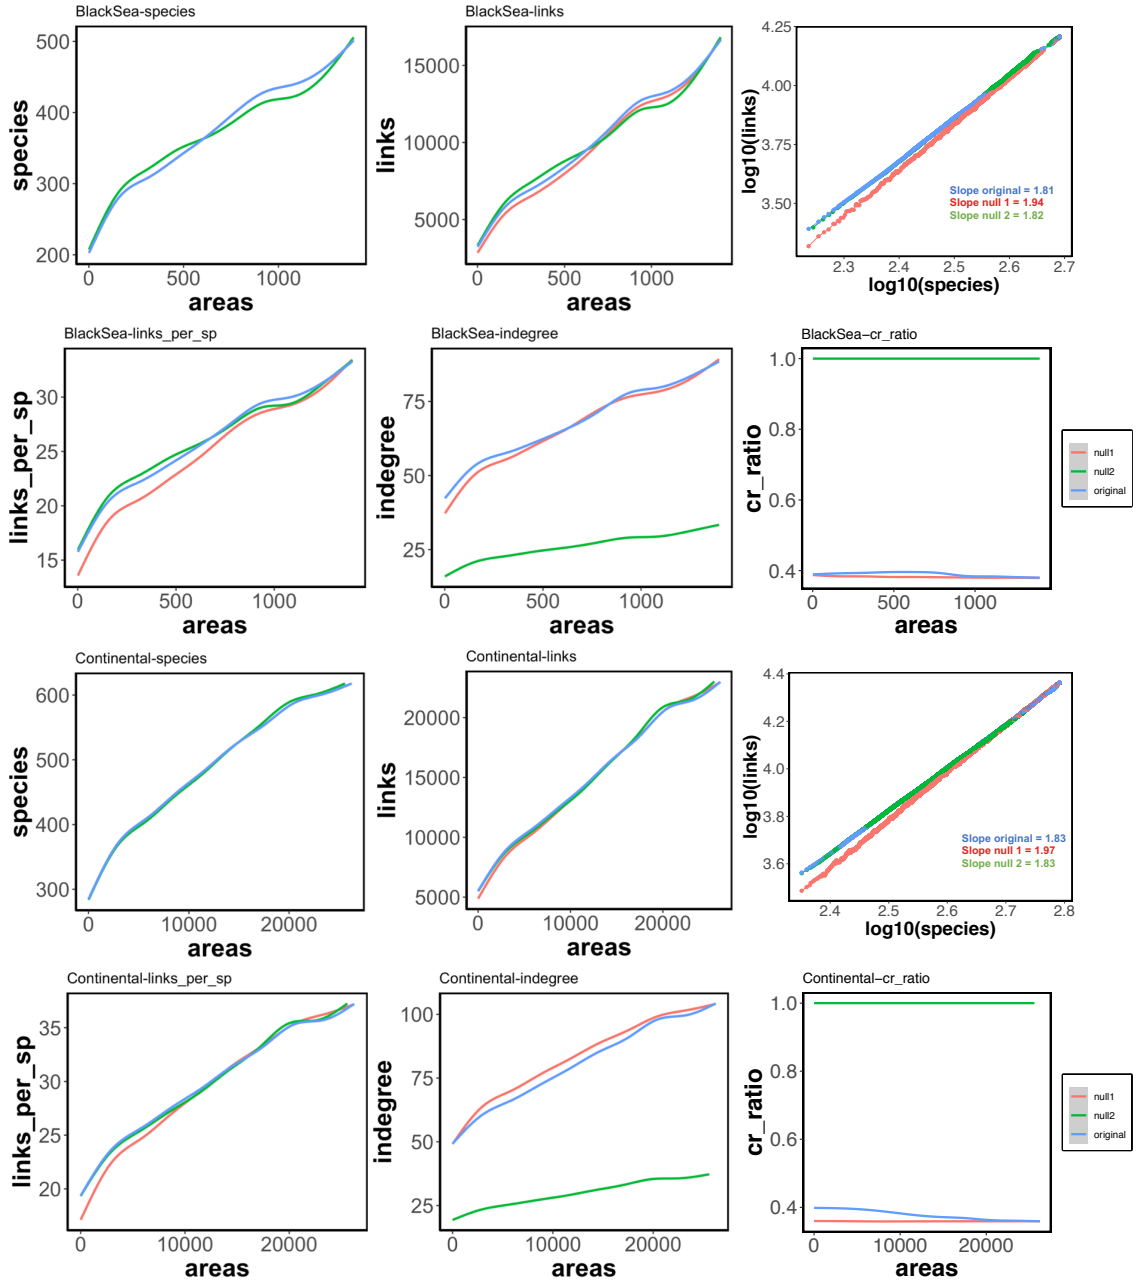 BlackSea-species
500
400
300
200
species
0 500 1000
areas
BlackSea-links
15000
10000
5000
links
0 500 1000
areas
4.25
4.00
3.75
3.50
log10(links)
Slope original = 1.81
Slope null 1 = 1.94
Slope null 2 = 1.82
2.3 2.4 2.5 2.6 2.7
log10(species)
BlackSea-links_per_sp
30
25
20
15
links_per_sp
0 500 1000
areas
BlackSea-indegree
75
50
25
indegree
0 500 1000
areas
BlackSea−cr_ratio
1.0
0.8
0.6
0.4
cr_ratio
0 500 1000
areas
null1
null2
original
Continental-species
600
500
400
300
species
0 10000 20000
areas
Continental-links
20000
15000
10000
5000
links
0 10000 20000
areas
4.4
4.2
4.0
3.8
3.6
log10(links)
Slope original = 1.83
Slope null 1 = 1.97
Slope null 2 = 1.83
2.4 2.5 2.6 2.7 2.8
log10(species)
Continental-links_per_sp
35
30
25
20
links_per_sp
0 10000 20000
areas
Continental-indegree
100
75
50
25
indegree
0 10000 20000
areas
Continental−cr_ratio
1.0
0.8
0.6
0.4
cr_ratio
0 10000 20000
areas
null1
null2
original